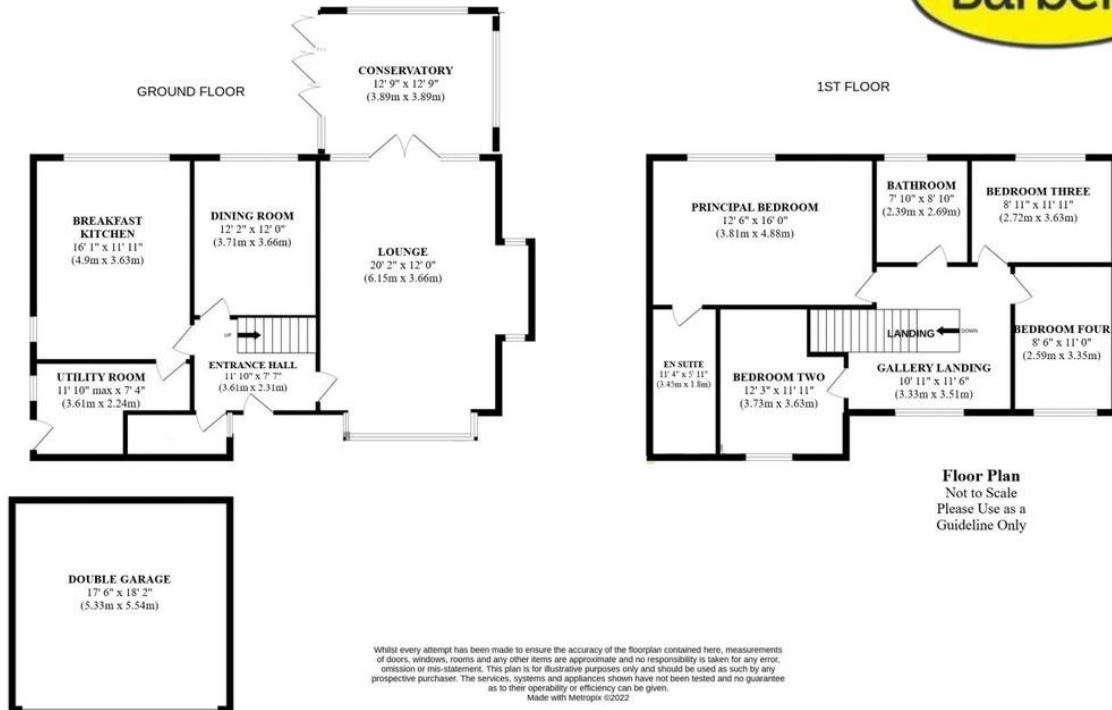 Barber
GROUND FLOOR
1ST FLOOR
CONSERVATORY
12' 9" x 12' 9"
(3.89m x 3.89m)
BREAKFAST
KITCHEN
16' 1" x 11' 11"
(4.9m x 3.63m)
DINING ROOM
12' 2" x 12' 0"
(3.71m x 3.66m)
LOUNGE
20' 2" x 12' 0"
(6.15m x 3.66m)
UP
ENTRANCE HALL
11' 10" x 7' 7"
(3.61m x 2.31m)
UTILITY ROOM
11' 10" max x 7' 4"
(3.61m x 2.24m)
DOUBLE GARAGE
17' 6" x 18' 2"
(5.33m x 5.54m)
PRINCIPAL BEDROOM
12' 6" x 16' 0"
(3.81m x 4.88m)
BATHROOM
7' 10" x 8' 10"
(2.39m x 2.69m)
BEDROOM THREE
8' 11" x 11' 11"
(2.72m x 3.63m)
LANDING
DOWN
BEDROOM FOUR
8' 6" x 11' 0"
(2.59m x 3.35m)
EN SUITE
11' 4" x 5' 11"
(3.45m x 1.8m)
BEDROOM TWO
12' 3" x 11' 11"
(3.73m x 3.63m)
GALLERY LANDING
10' 11" x 11' 6"
(3.33m x 3.51m)
Floor Plan
Not to Scale
Please Use as a
Guideline Only
Whilst every attempt has been made to ensure the accuracy of the floorplan contained here, measurements
of doors, windows, rooms and any other items are approximate and no responsibility is taken for any error,
omission or mis-statement. This plan is for illustrative purposes only and should be used as such by any
prospective purchaser. The services, systems and appliances shown have not been tested and no guarantee
as to their operability or efficiency can be given.
Made with Metropix ©2022